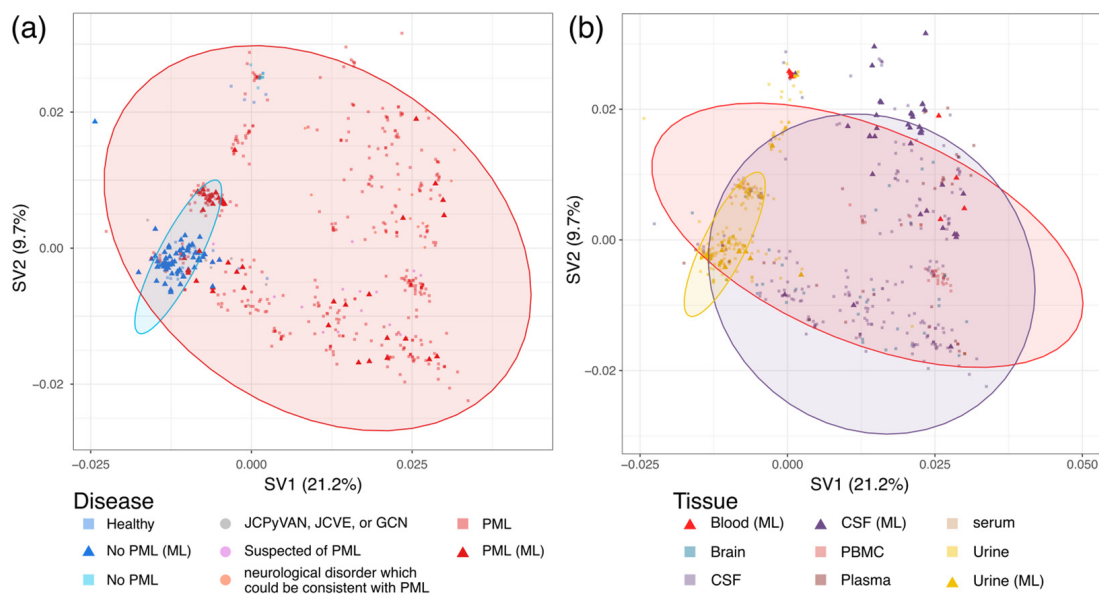 (a)
(b)
SV2 (9.7%)
0.02
0.00
−0.02
−0.025
0.000
0.025
SV1 (21.2%)
SV2 (9.7%)
0.02
0.00
−0.02
−0.025
0.000
0.025
0.050
SV1 (21.2%)
Disease
Healthy
JCPyVAN, JCVE, or GCN
PML
No PML (ML)
Suspected of PML
PML (ML)
No PML
neurological disorder which
could be consistent with PML
Tissue
Blood (ML)
CSF (ML)
serum
Brain
PBMC
Urine
CSF
Plasma
Urine (ML)